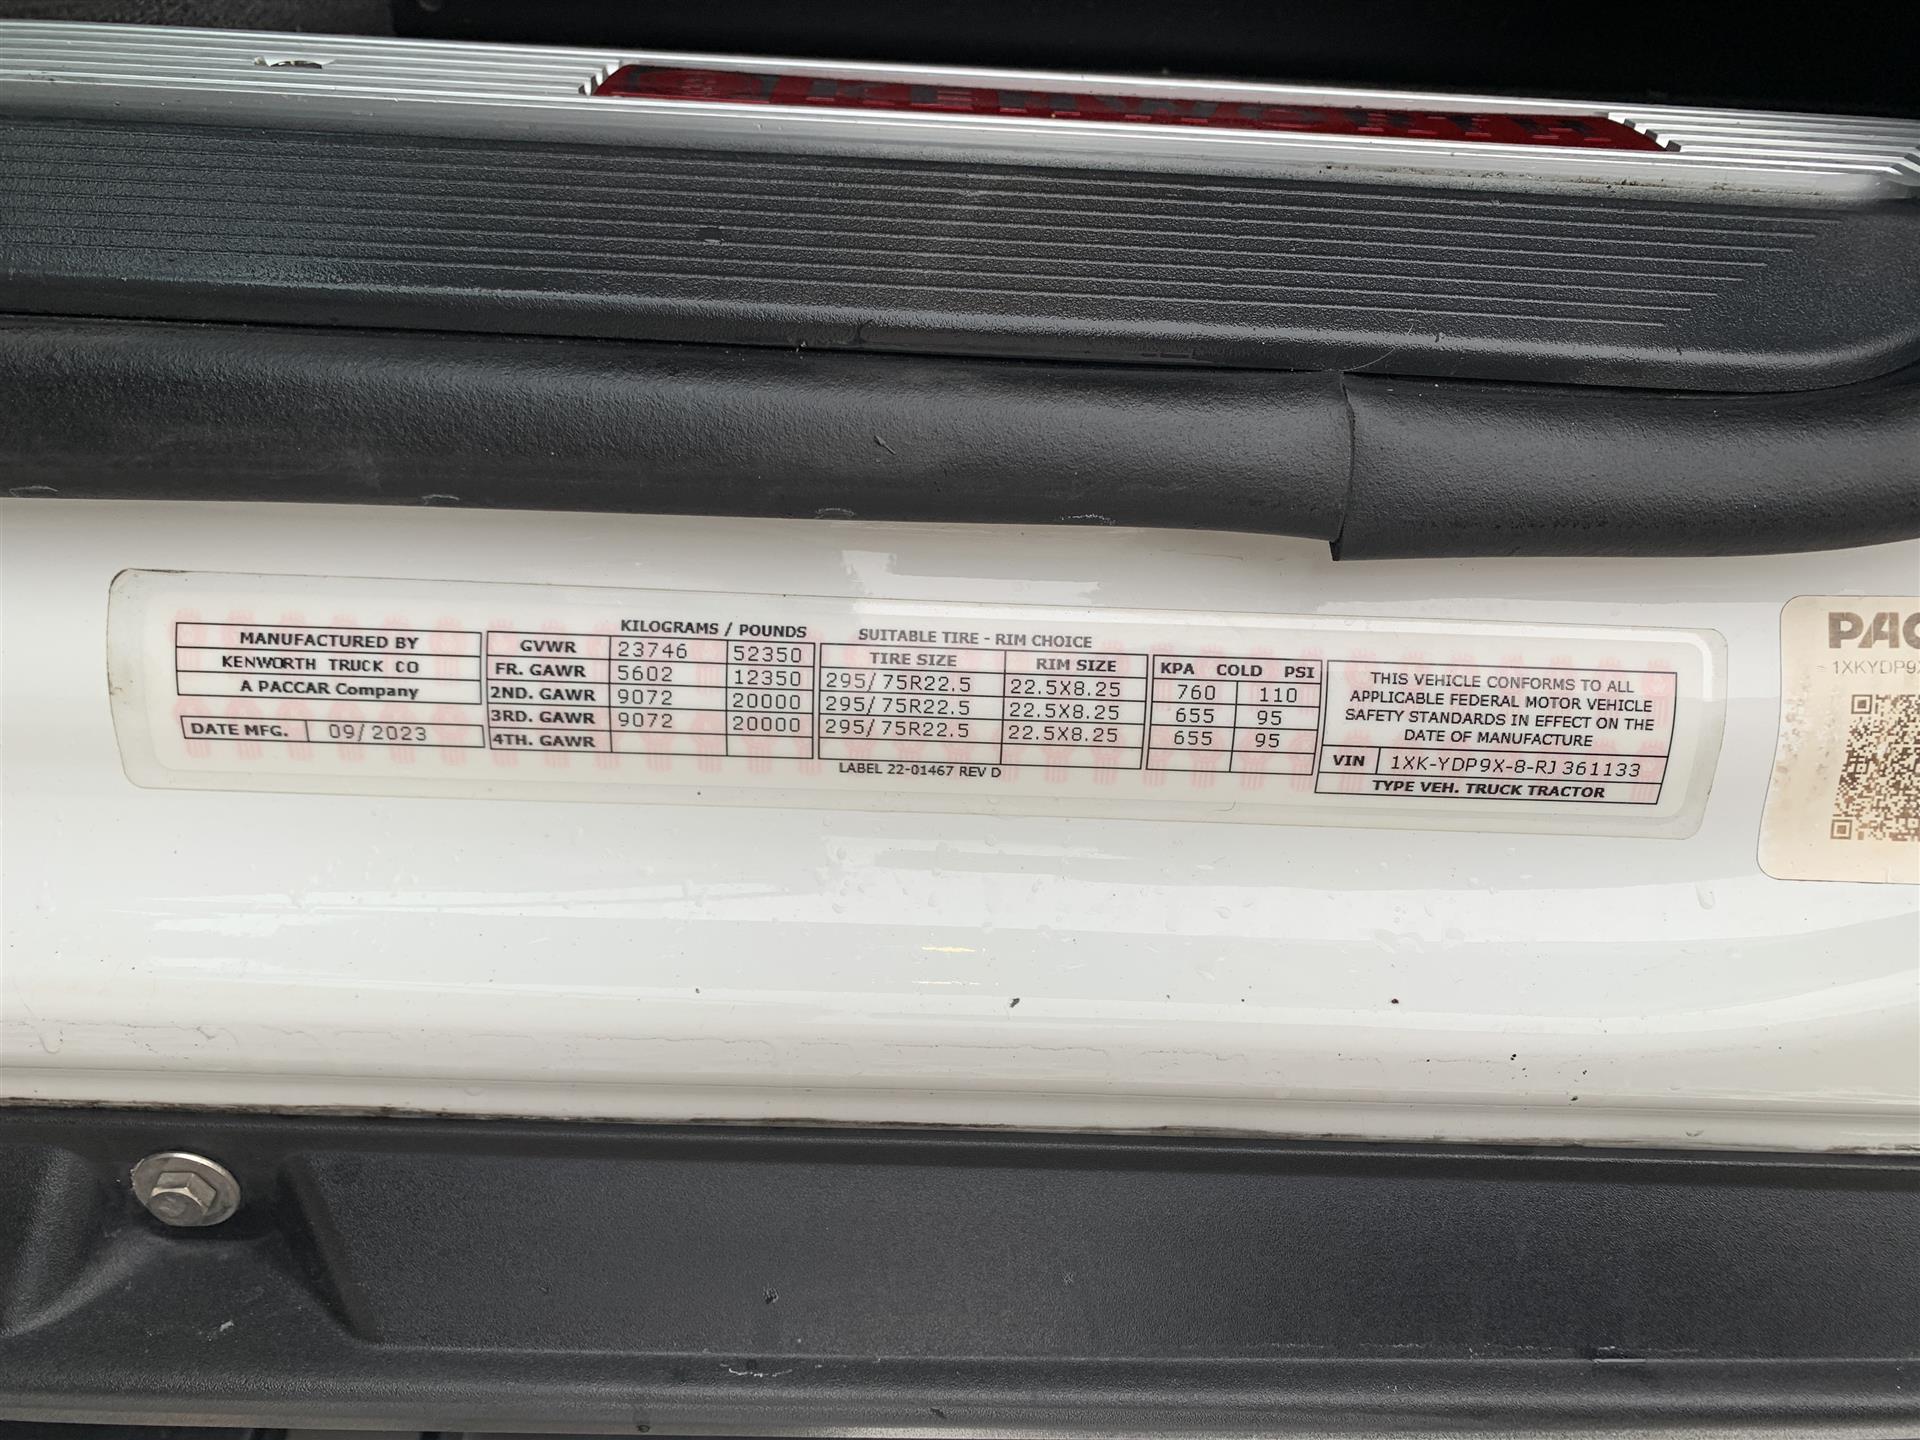 KENWORTH
KILOGRAMS / POUNDS
SUITABLE TIRE - RIM CHOICE
MANUFACTURED BY
KENWORTH TRUCK CO
A PACCAR Company
DATE MFG. 09/2023
GVWR 23746 52350
FR. GAWR 5602 12350
2ND. GAWR 9072 20000
3RD. GAWR 9072 20000
4TH. GAWR
TIRE SIZE RIM SIZE
295/75R22.5 22.5X8.25
295/75R22.5 22.5X8.25
295/75R22.5 22.5X8.25
KPA COLD PSI
760 110
655 95
655 95
LABEL 22-01467 REV D
THIS VEHICLE CONFORMS TO ALL
APPLICABLE FEDERAL MOTOR VEHICLE
SAFETY STANDARDS IN EFFECT ON THE
DATE OF MANUFACTURE
VIN 1XK-YDP9X-8-RJ361133
TYPE VEH. TRUCK TRACTOR
PAC
1XKYDP9X